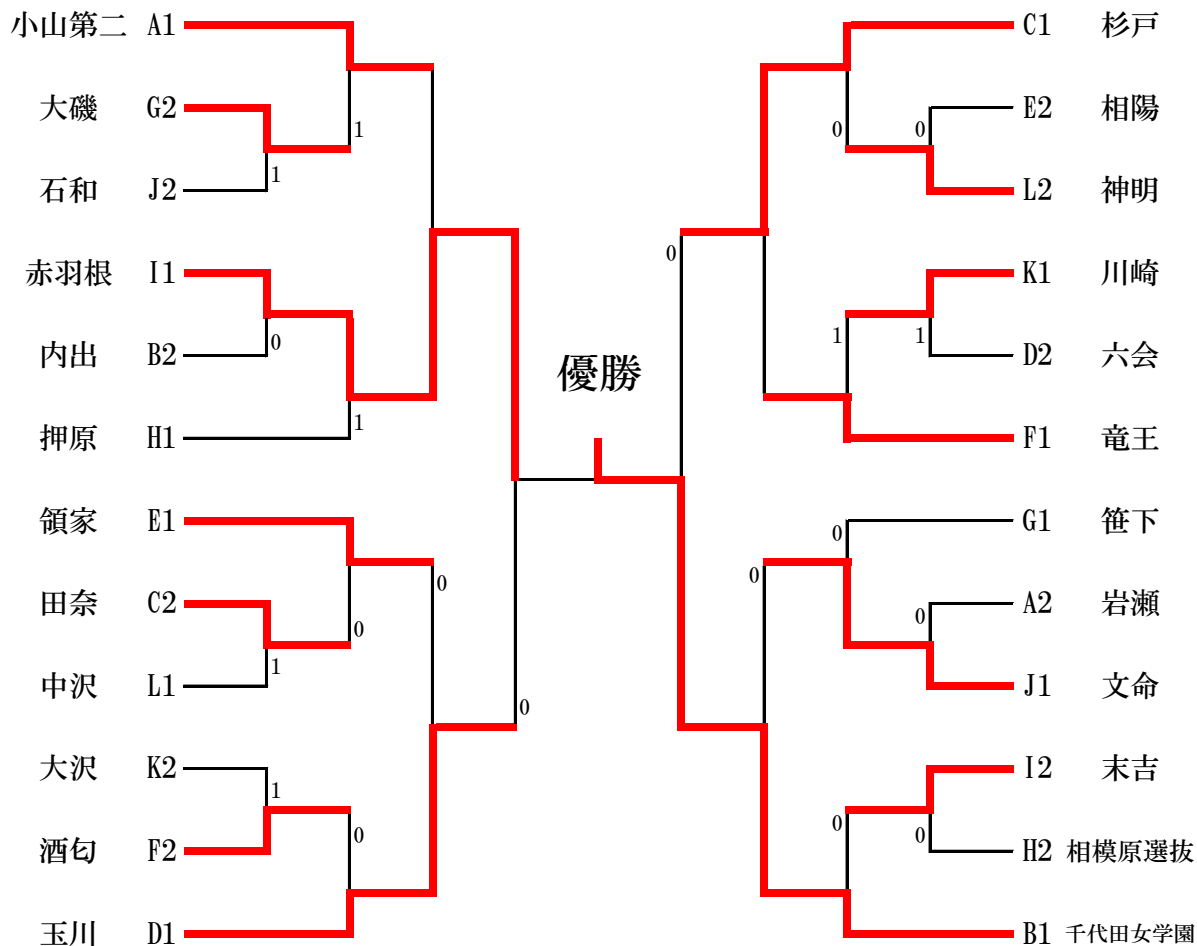 小山第二 A1 C1 杉戸
大磯 G2 1 0 0 E2 相陽
石和 J2 1 L2 神明
0
赤羽根 I1 K1 川崎
内出 B2 0 優勝 1 1 D2 六会
押原 H1 1 F1 竜王
領家 E1 0 G1 笹下
0 0
田奈 C2 0 0 A2 岩瀬
中沢 L1 1 J1 文命
0
大沢 K2 1 I2 末吉
酒匂 F2 0 0 0 H2 相模原選抜
玉川 D1 B1 千代田女学園